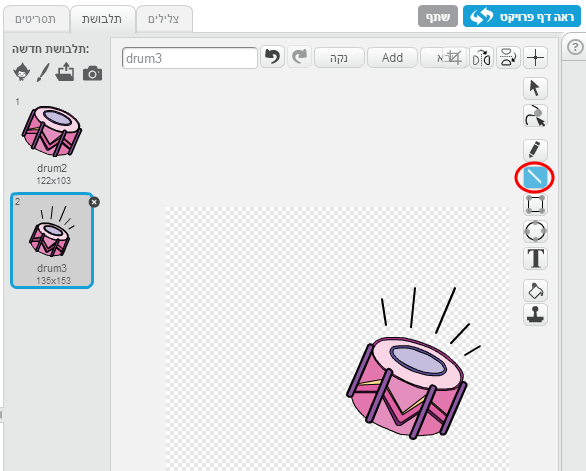 תסריטים
תלבושת
צלילים
שתף
ראה דף פרויקט
תלבושת חדשה:
drum3
נקה
Add
1
drum2
122x103
2
drum3
135x153
T
?